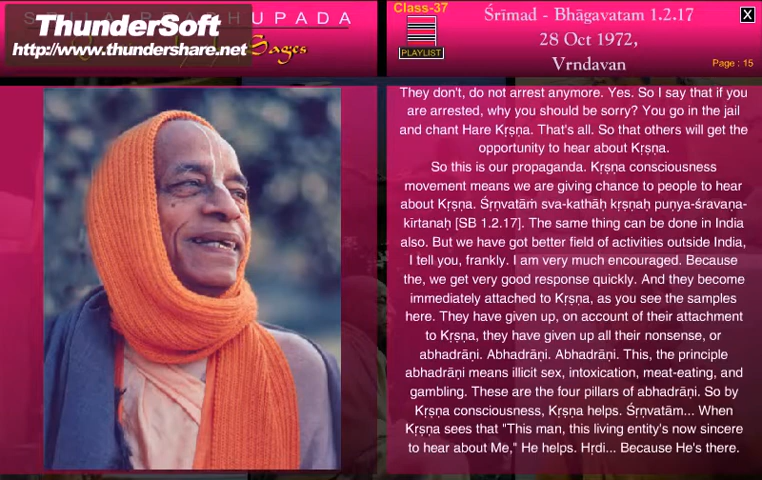 ThunderSoft
http://www.thundershare.net
HUPADA
Sages
Class-37
PLAYLIST
Śrīmad - Bhāgavatam 1.2.17
28 Oct 1972,
Vrndavan
X
Page : 15
They don't, do not arrest anymore. Yes. So I say that if you
are arrested, why you should be sorry? You go in the jail
and chant Hare Kṛṣṇa. That's all. So that others will get the
opportunity to hear about Kṛṣṇa.
So this is our propaganda. Kṛṣṇa consciousness
movement means we are giving chance to people to hear
about Kṛṣṇa. Śṛṇvatāṁ sva-kathāḥ kṛṣṇaḥ puṇya-śravaṇa-
kīrtanaḥ [SB 1.2.17]. The same thing can be done in India
also. But we have got better field of activities outside India,
I tell you, frankly. I am very much encouraged. Because
the, we get very good response quickly. And they become
immediately attached to Kṛṣṇa, as you see the samples
here. They have given up, on account of their attachment
to Kṛṣṇa, they have given up all their nonsense, or
abhadrāṇi. Abhadrāṇi. Abhadrāṇi. This, the principle
abhadrāṇi means illicit sex, intoxication, meat-eating, and
gambling. These are the four pillars of abhadrāṇi. So by
Kṛṣṇa consciousness, Kṛṣṇa helps. Śṛṇvatāṁ... When
Kṛṣṇa sees that "This man, this living entity's now sincere
to hear about Me," He helps. Hṛdi... Because He's there.